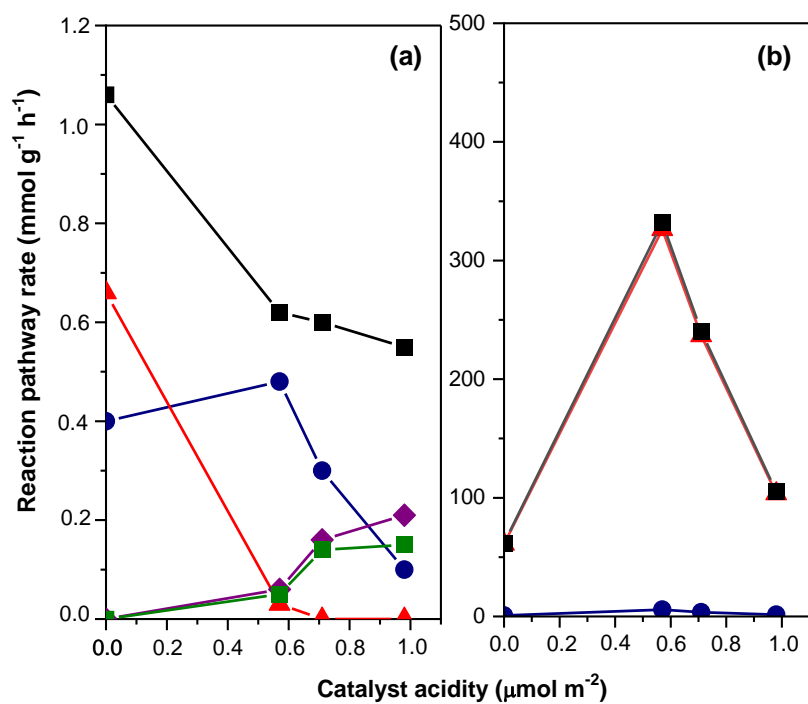 (a)
(b)
Reaction pathway rate (mmol g⁻¹ h⁻¹)
1.2
1.0
0.8
0.6
0.4
0.2
0.0
0.0 0.2 0.4 0.6 0.8 1.0
500
400
300
200
100
0
0.0 0.2 0.4 0.6 0.8 1.0
Catalyst acidity (μmol m⁻²)